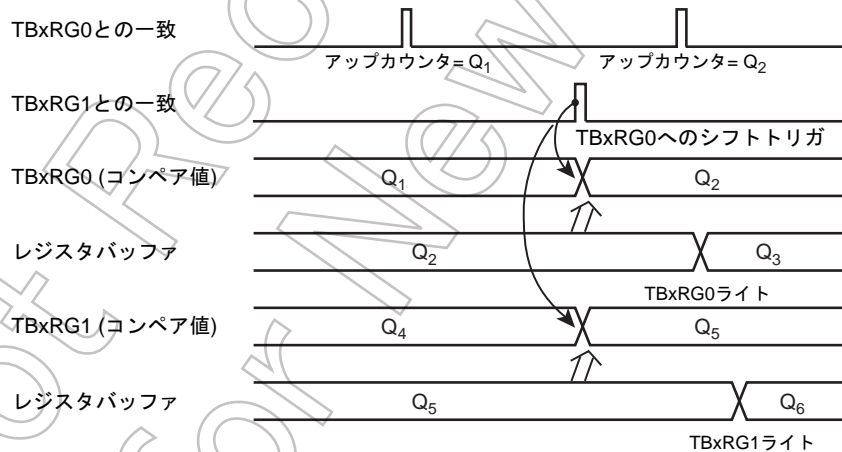 TBxRG0との一致
アップカウンタ= Q1
アップカウンタ= Q2
TBxRG1との一致
TBxRG0へのシフトトリガ
TBxRG0 (コンペア値)
Q1
Q2
レジスタバッファ
Q2
Q3
TBxRG0ライト
TBxRG1 (コンペア値)
Q4
Q5
レジスタバッファ
Q5
Q6
TBxRG1ライト